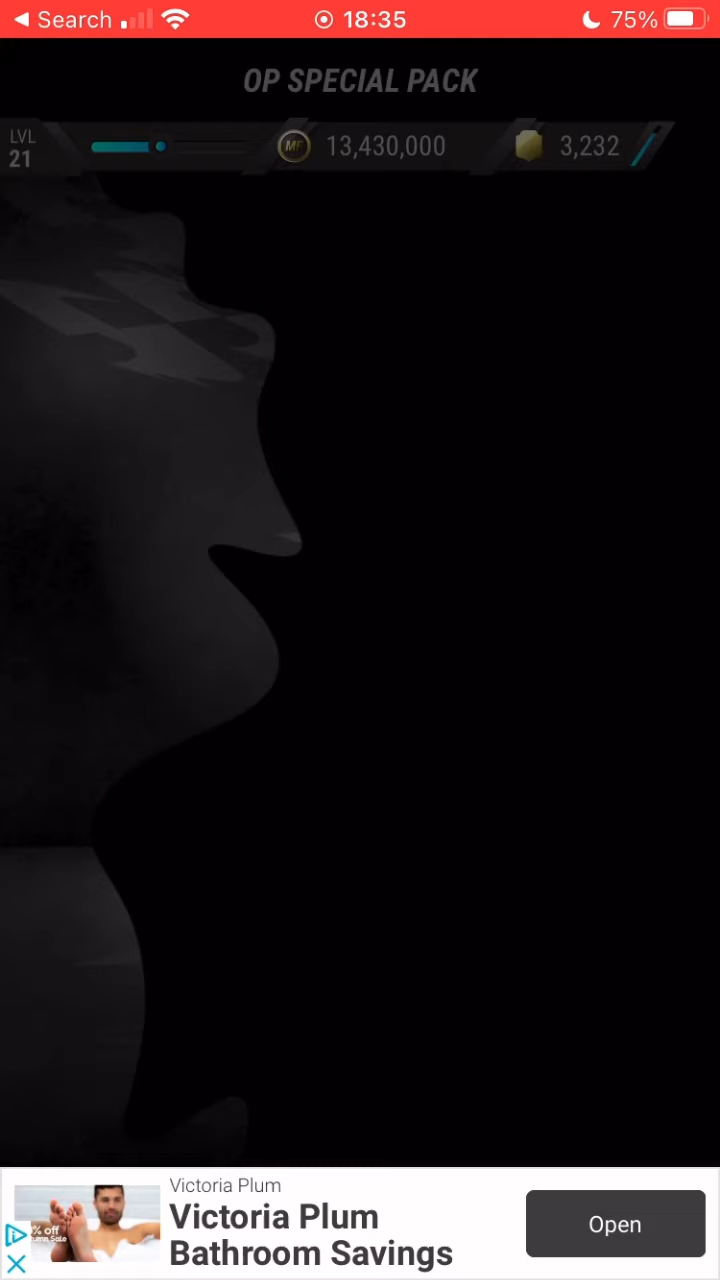 Search 18:35 75%
OP SPECIAL PACK
LVL
21
MF 13,430,000 3,232
Victoria Plum
Victoria Plum
Bathroom Savings
Open
% off